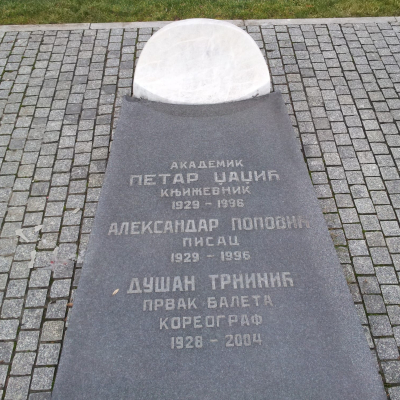 АКАДЕМИК
ПЕТАР ЏАЏИЋ
КЊИЖЕВНИК
1929 - 1996
АЛЕКСАНДАР ПОПОВИЋ
ПИСАЦ
1929 - 1996
ДУШАН ТРНИНИЋ
ПРВАК БАЛЕТА
КОРЕОГРАФ
1928 - 2004